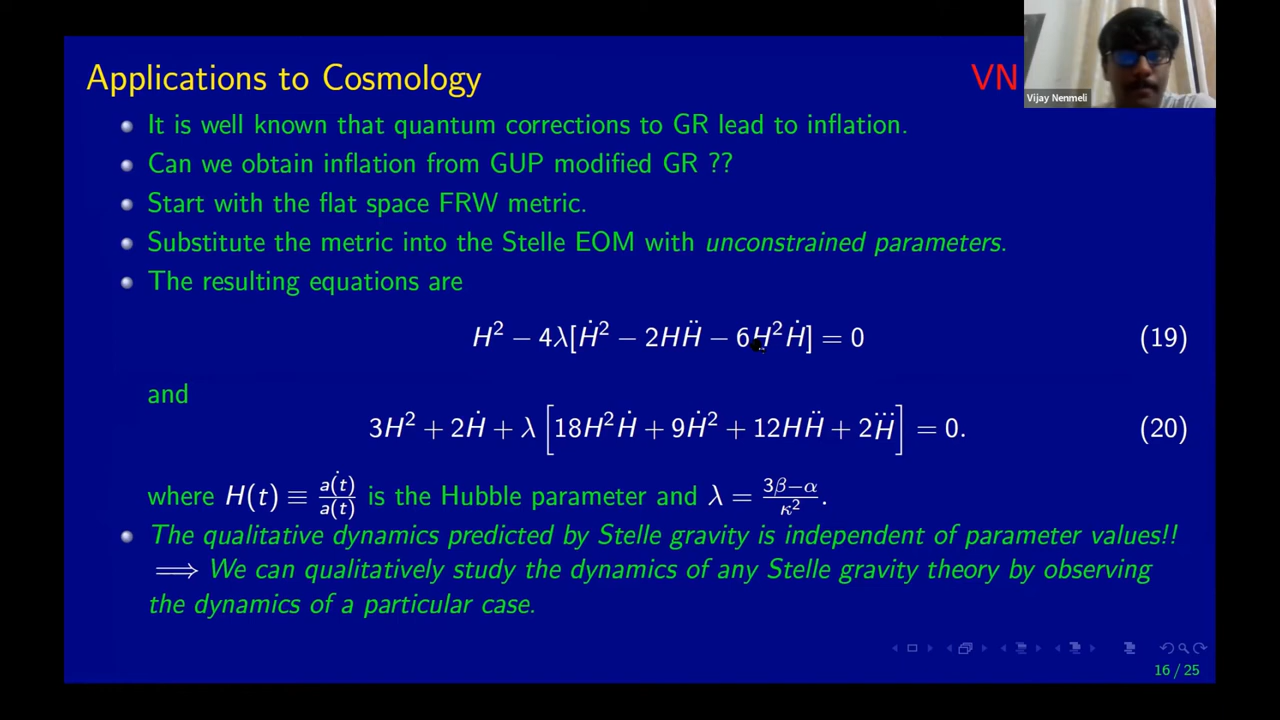 Applications to Cosmology
VN
Vijay Nenmeli
It is well known that quantum corrections to GR lead to inflation.
Can we obtain inflation from GUP modified GR ??
Start with the flat space FRW metric.
Substitute the metric into the Stelle EOM with unconstrained parameters.
The resulting equations are
H² − 4λ[Ḣ² − 2HḦ − 6H²Ḣ] = 0 (19)
and
3H² + 2Ḣ + λ[18H²Ḣ + 9Ḣ² + 12HḦ + 2H⃛] = 0. (20)
where H(t) ≡ ȧ(t)/a(t) is the Hubble parameter and λ = (3β−α)/κ².
The qualitative dynamics predicted by Stelle gravity is independent of parameter values!!
⟹ We can qualitatively study the dynamics of any Stelle gravity theory by observing
the dynamics of a particular case.
16 / 25